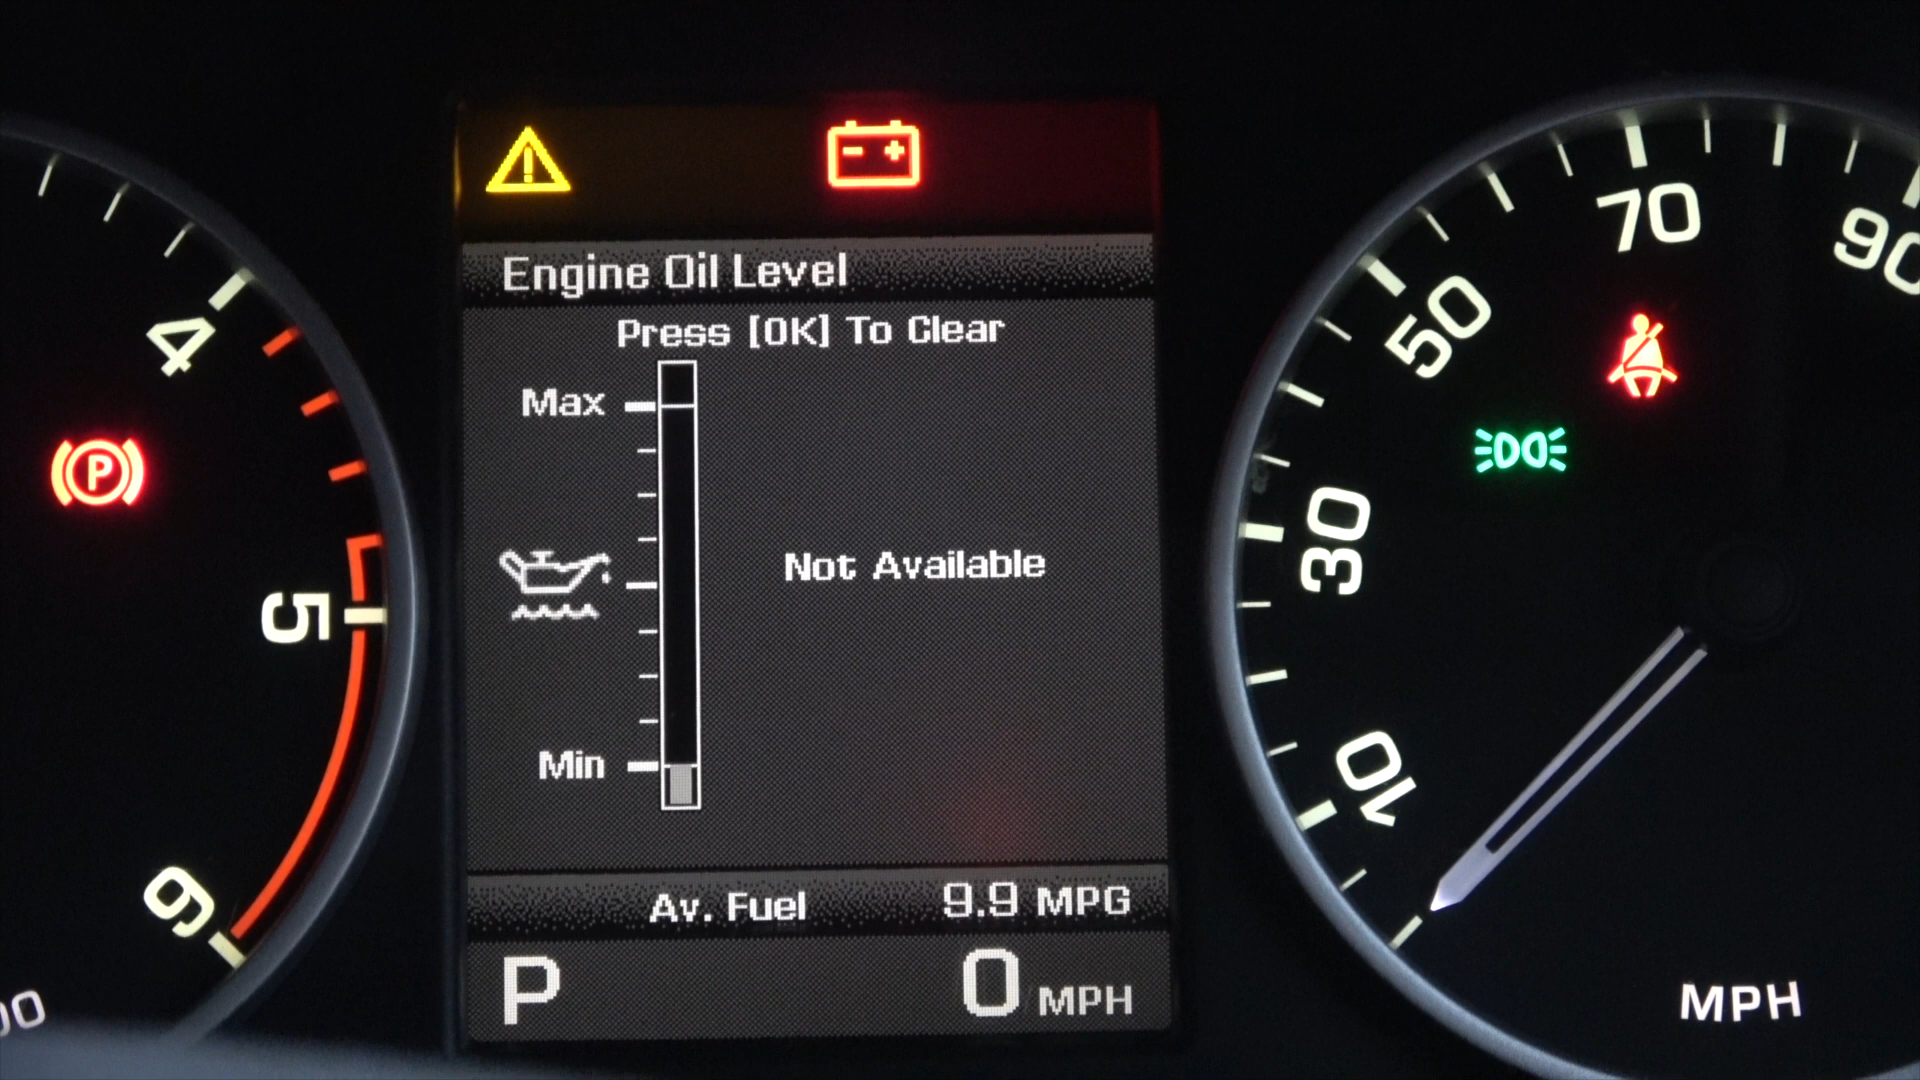 4
5
6
00
Engine Oil Level
Press [OK] To Clear
Max
Not Available
Min
Av. Fuel 9.9 MPG
P 0 MPH
10
30
50
70
90
P
MPH